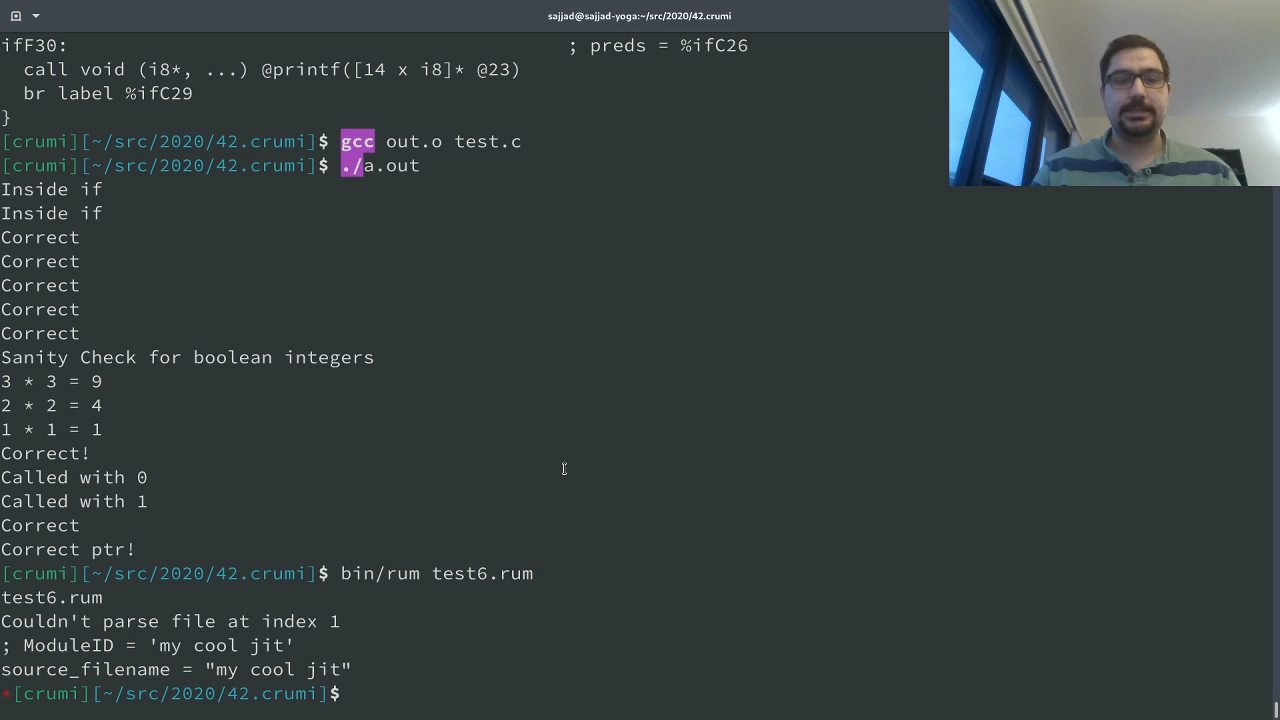 sajjad@sajjad-yoga:~/src/2020/42.crumi
ifF30: ; preds = %ifC26
call void (i8*, ...) @printf([14 x i8]* @23)
br label %ifC29
}
[crumi][~/src/2020/42.crumi]$ gcc out.o test.c
[crumi][~/src/2020/42.crumi]$ ./a.out
Inside if
Inside if
Correct
Correct
Correct
Correct
Correct
Sanity Check for boolean integers
3 * 3 = 9
2 * 2 = 4
1 * 1 = 1
Correct!
Called with 0
Called with 1
Correct
Correct ptr!
[crumi][~/src/2020/42.crumi]$ bin/rum test6.rum
test6.rum
Couldn't parse file at index 1
; ModuleID = 'my cool jit'
source_filename = "my cool jit"
*[crumi][~/src/2020/42.crumi]$